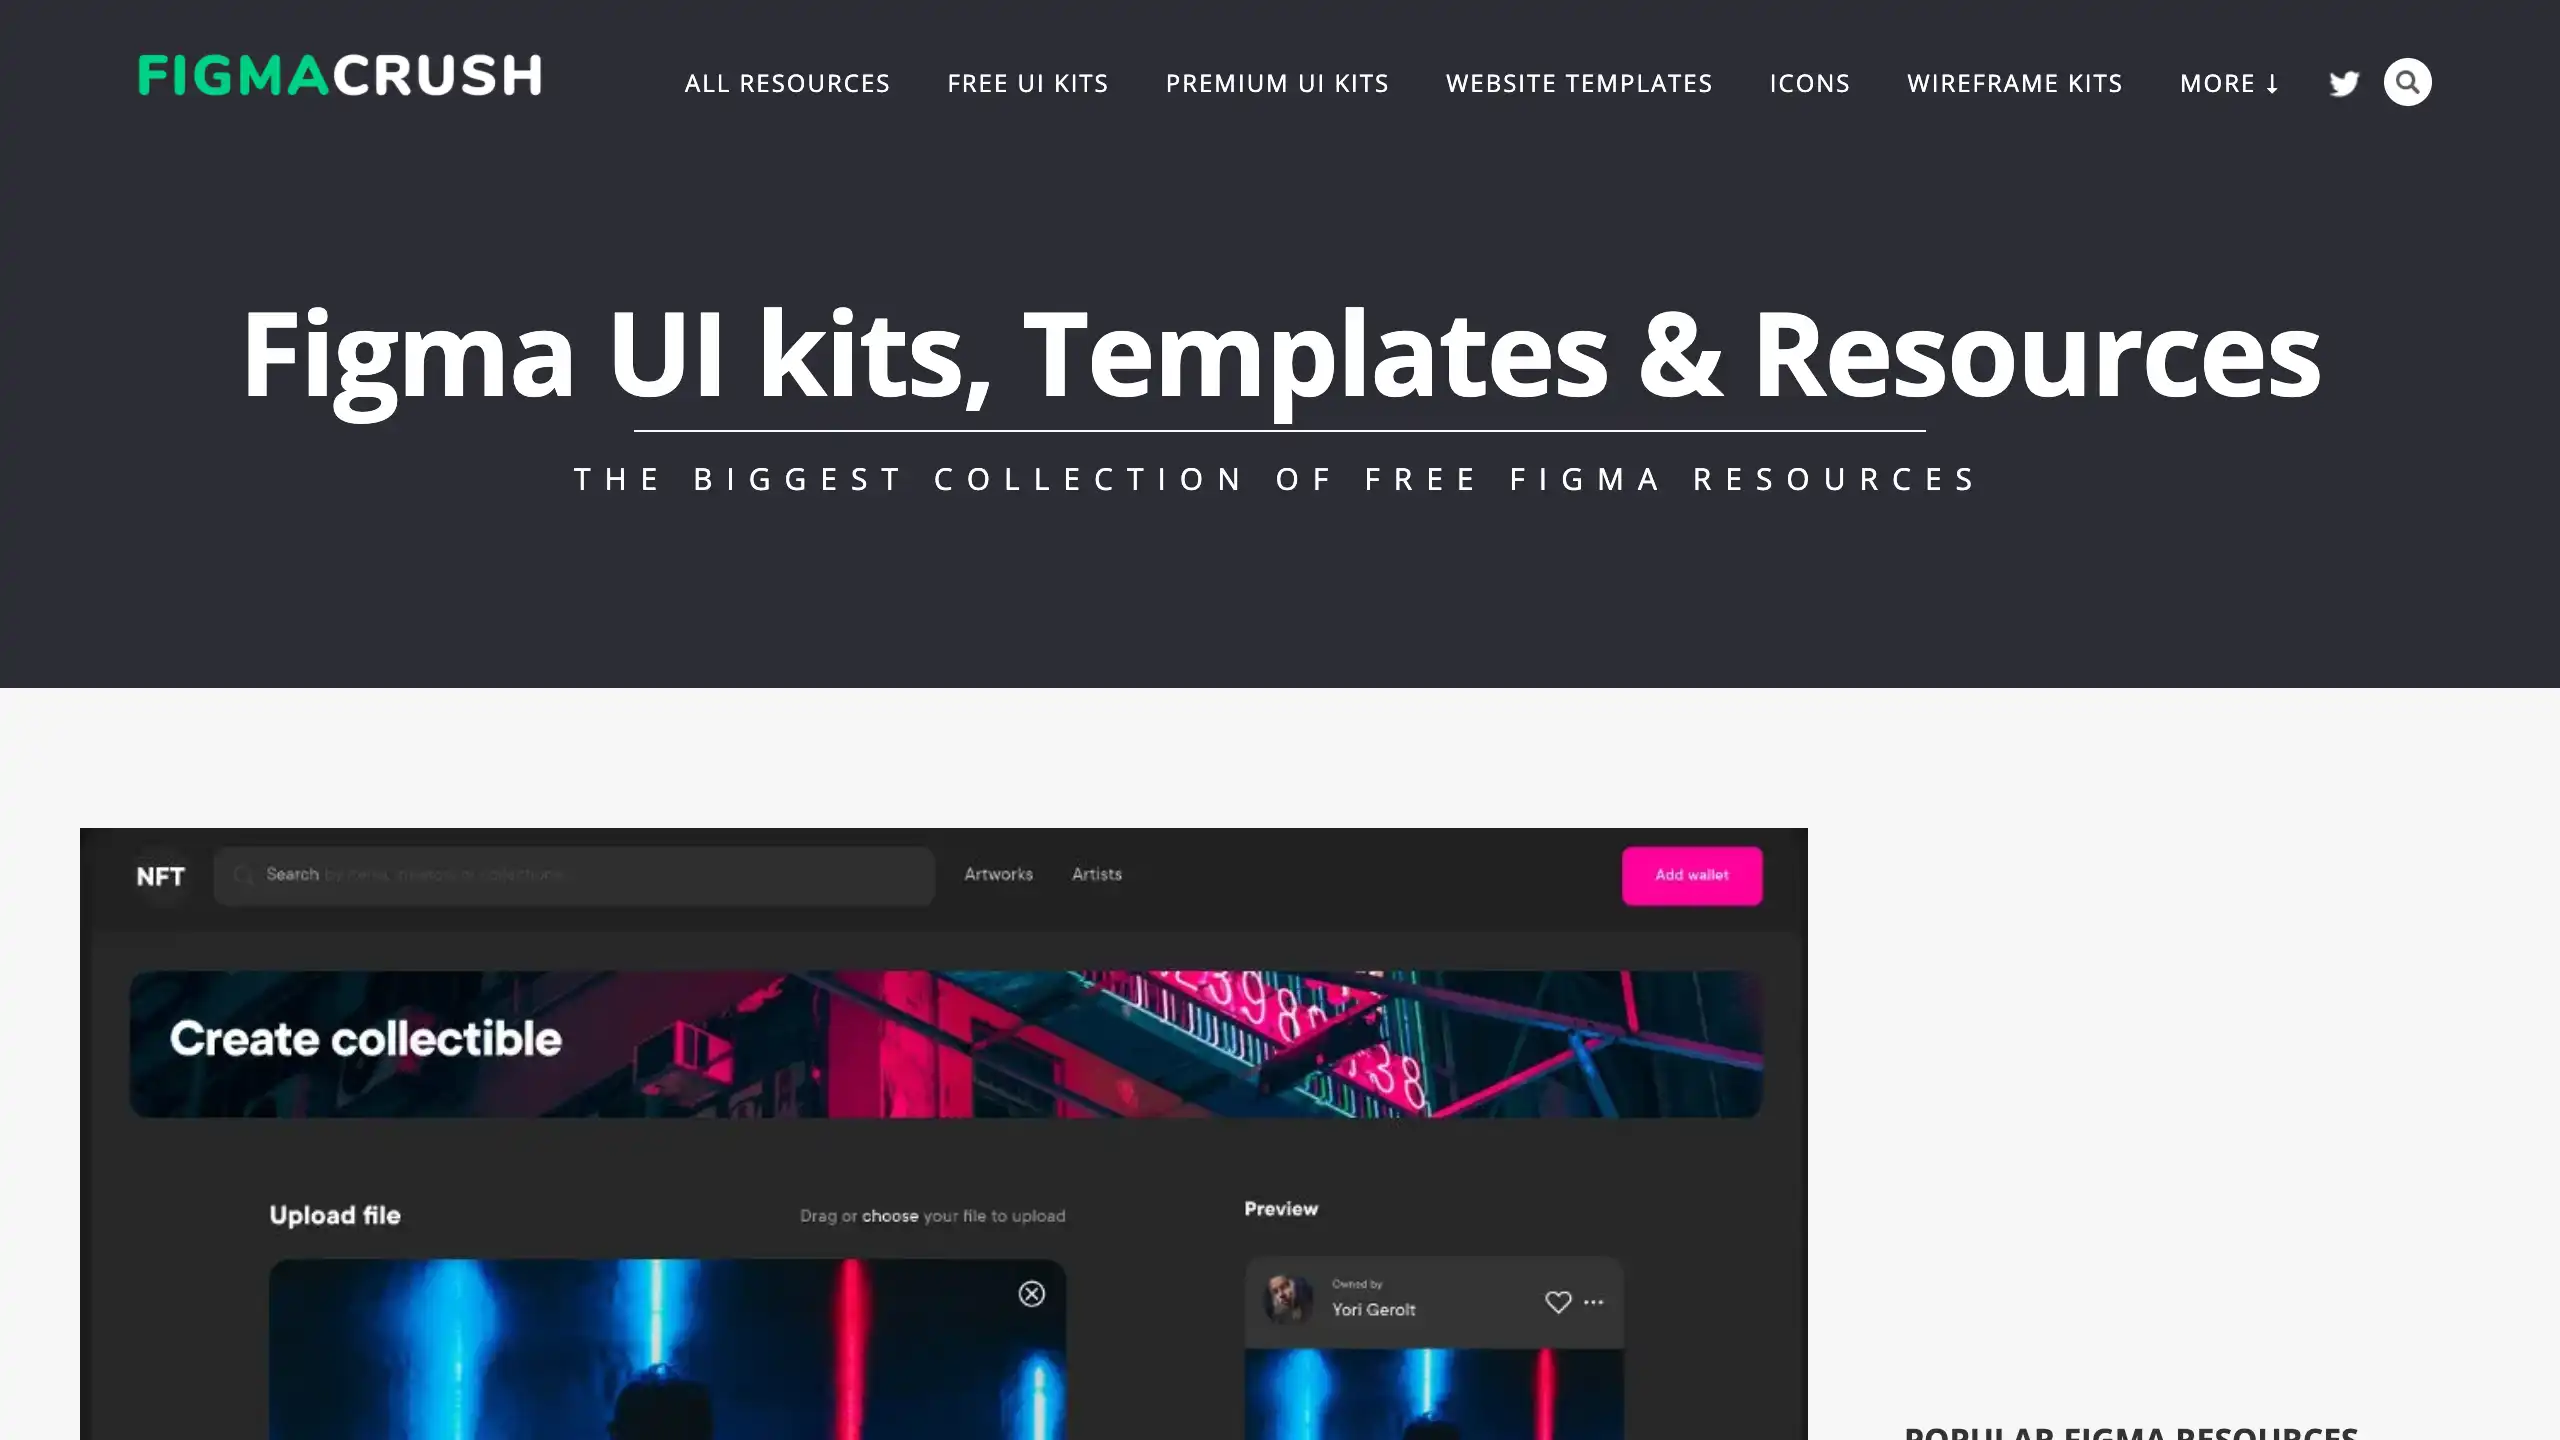 FIGMACRUSH
ALL RESOURCES FREE UI KITS PREMIUM UI KITS WEBSITE TEMPLATES ICONS WIREFRAME KITS MORE ↓
Figma UI kits, Templates & Resources
THE BIGGEST COLLECTION OF FREE FIGMA RESOURCES
NFT Search Artworks Artists Add wallet
Create collectible
Upload file Drag or choose your file to upload
Preview
Owned by
Yori Gerolt
POPULAR FIGMA RESOURCES